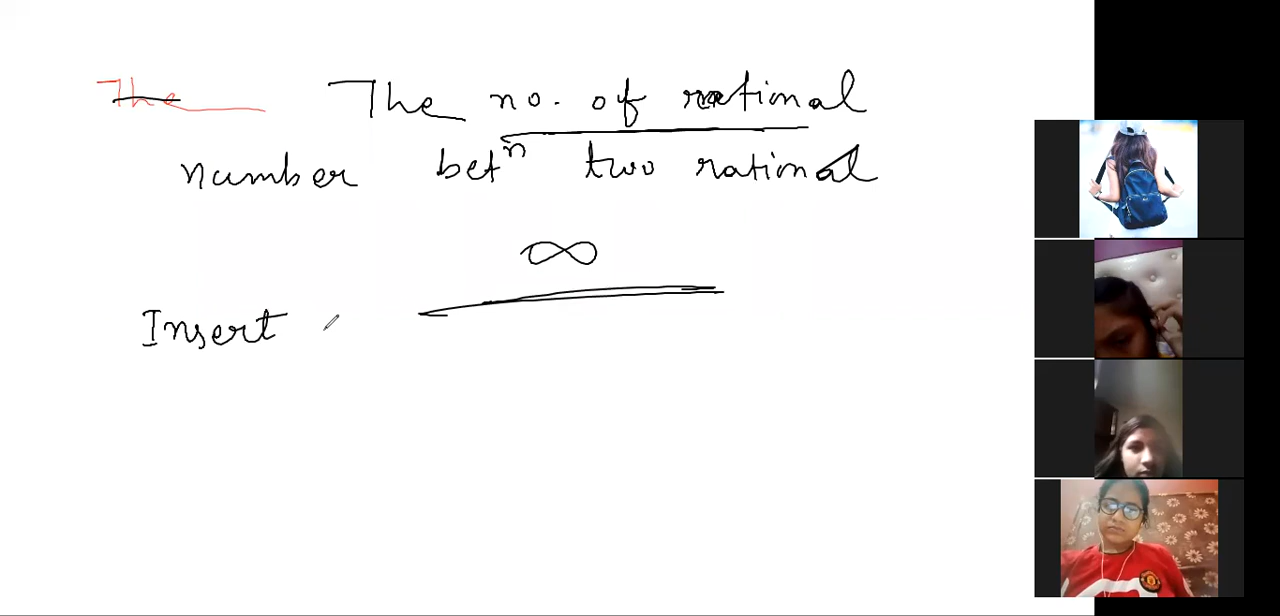 The The no. of rational
number betⁿ two rational
∞
Insert